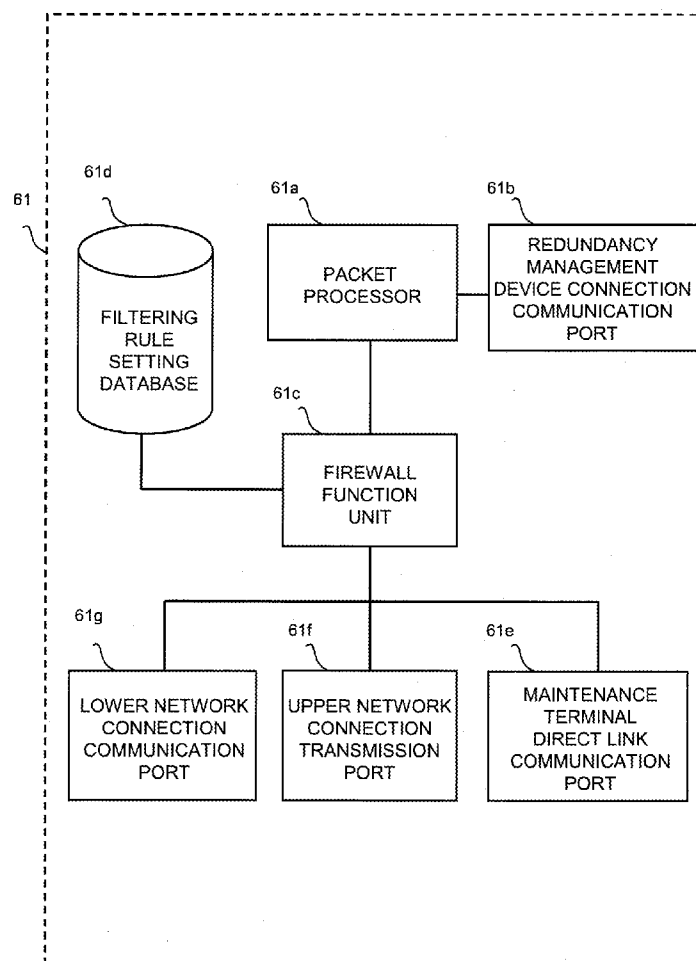 61
61d
61a
61b
FILTERING
RULE
SETTING
DATABASE
PACKET
PROCESSOR
REDUNDANCY
MANAGEMENT
DEVICE CONNECTION
COMMUNICATION
PORT
61c
FIREWALL
FUNCTION
UNIT
61g
61f
61e
LOWER NETWORK
CONNECTION
COMMUNICATION
PORT
UPPER NETWORK
CONNECTION
TRANSMISSION
PORT
MAINTENANCE
TERMINAL
DIRECT LINK
COMMUNICATION
PORT